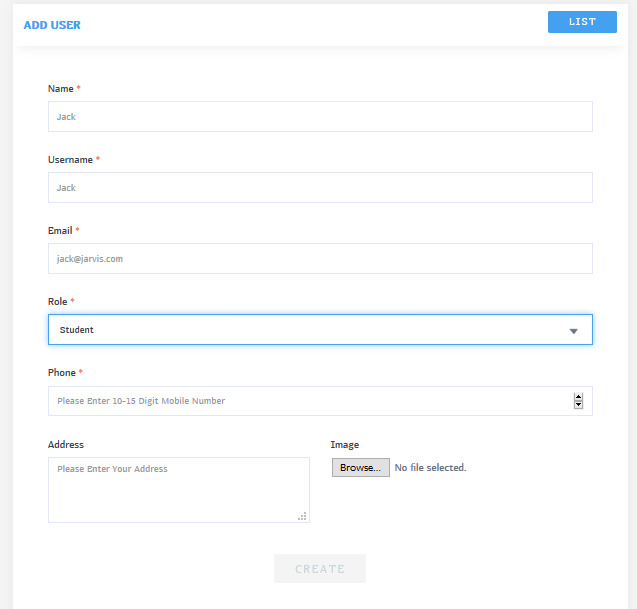 ADD USER
LIST
Name *
Jack
Username *
Jack
Email *
jack@jarvis.com
Role *
Student
Phone *
Please Enter 10-15 Digit Mobile Number
Address
Image
Please Enter Your Address
Browse... No file selected.
CREATE